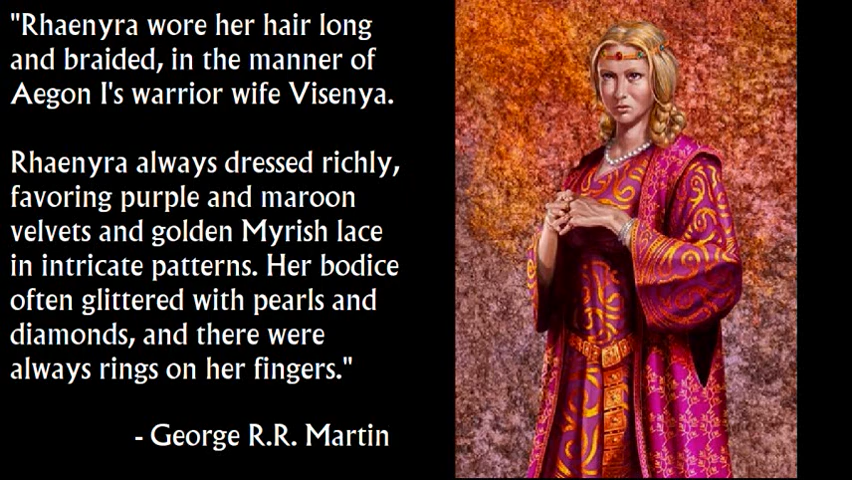 "Rhaenyra wore her hair long
and braided, in the manner of
Aegon I's warrior wife Visenya.
Rhaenyra always dressed richly,
favoring purple and maroon
velvets and golden Myrish lace
in intricate patterns. Her bodice
often glittered with pearls and
diamonds, and there were
always rings on her fingers."
- George R.R. Martin